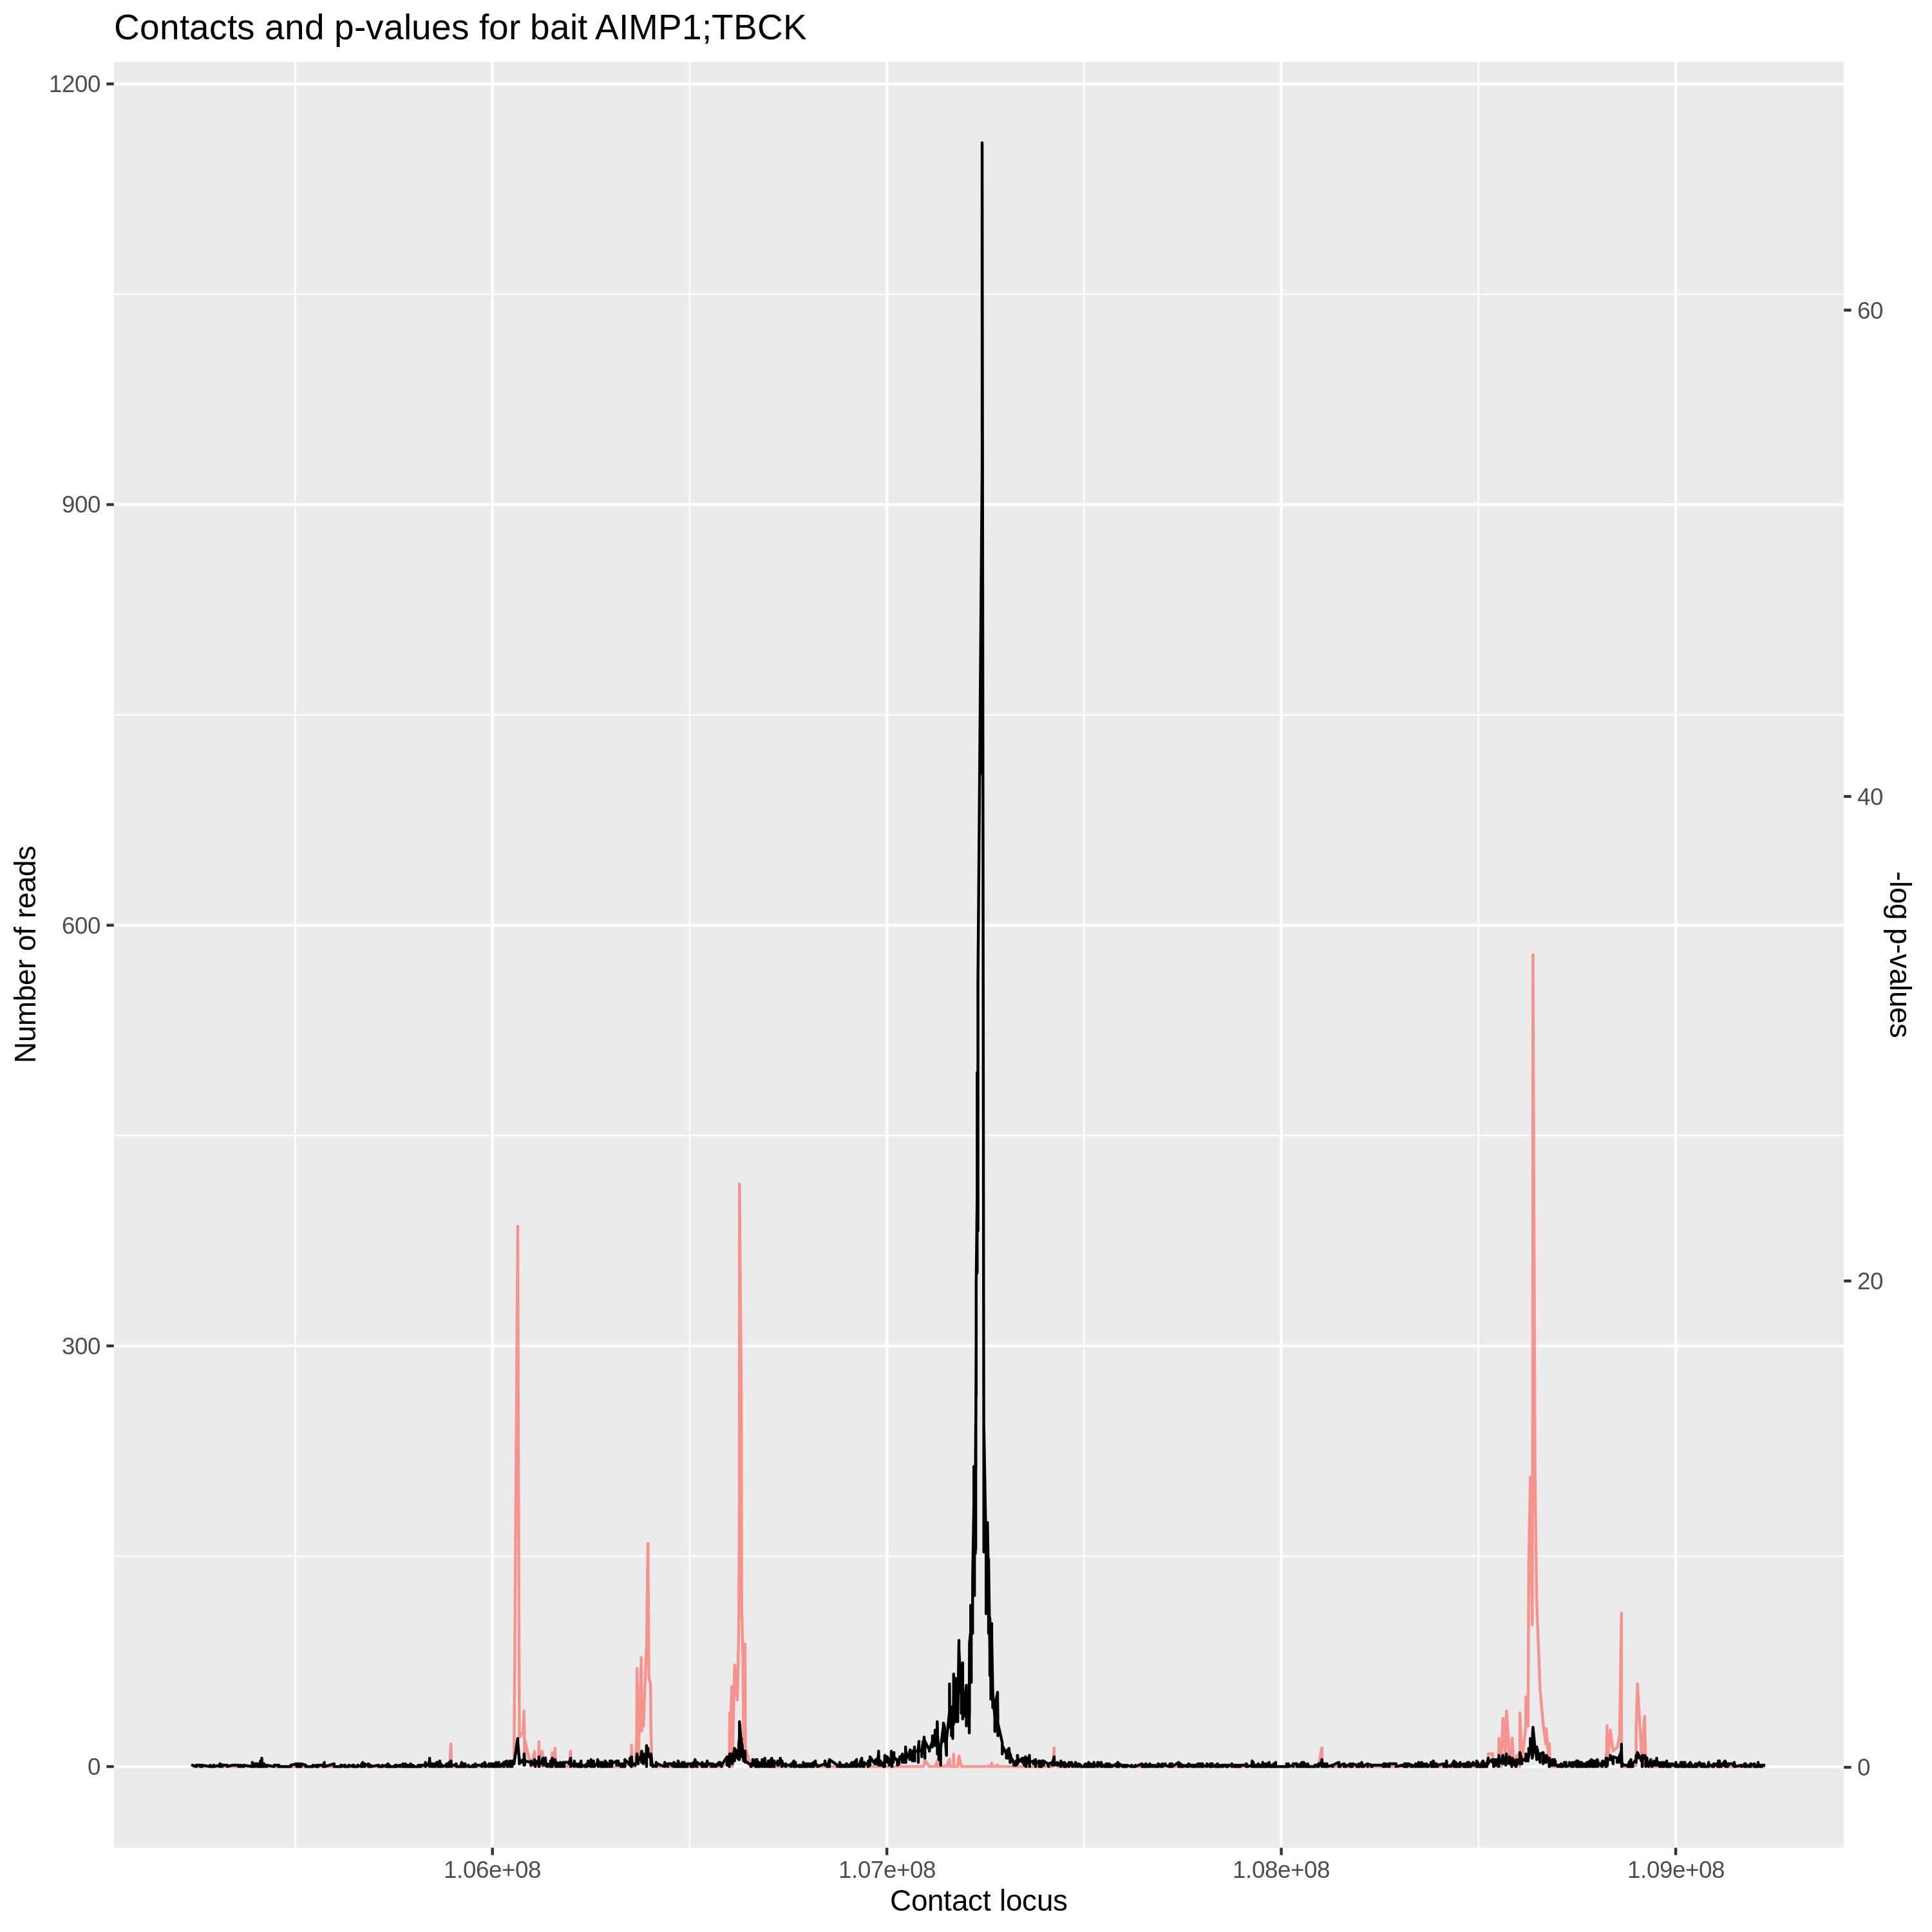 Contacts and p-values for bait AIMP1;TBCK
1200
900
600
300
0
Number of reads
60
40
20
0
-log p-values
1.06e+08
1.07e+08
1.08e+08
1.09e+08
Contact locus